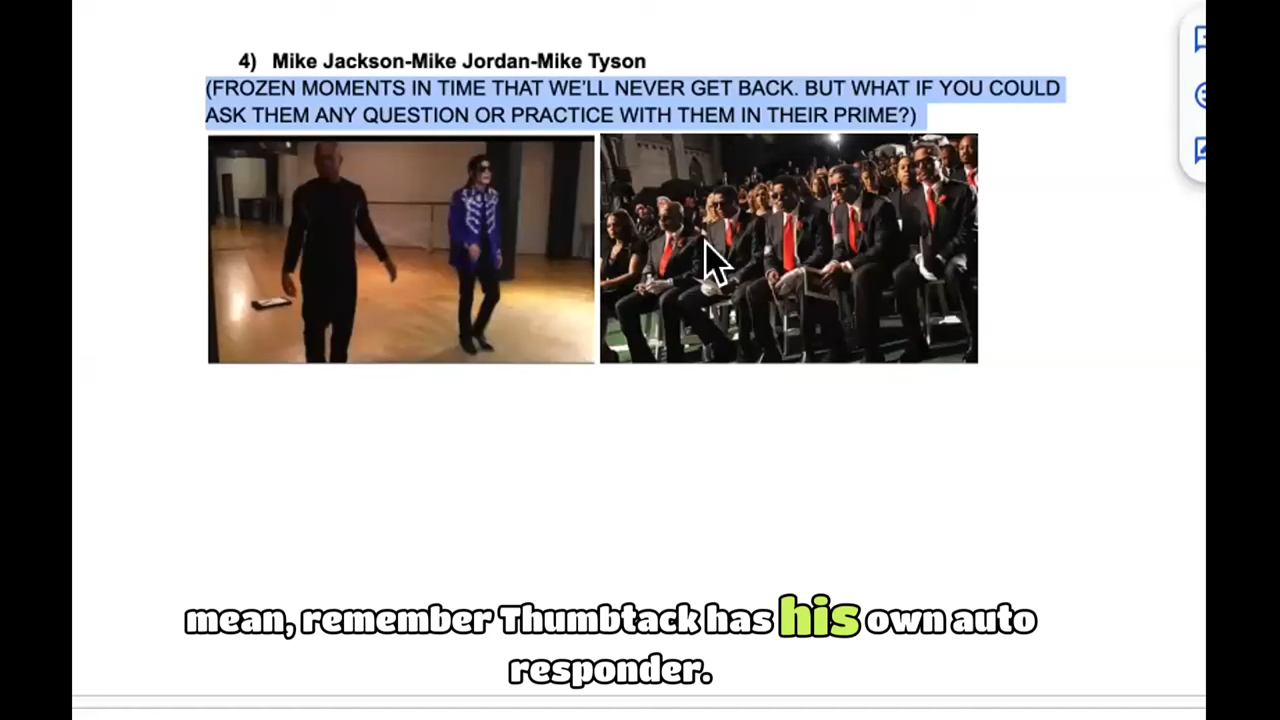 4) Mike Jackson-Mike Jordan-Mike Tyson
(FROZEN MOMENTS IN TIME THAT WE'LL NEVER GET BACK. BUT WHAT IF YOU COULD
ASK THEM ANY QUESTION OR PRACTICE WITH THEM IN THEIR PRIME?)
mean, remember Thumbtack has his own auto
responder.